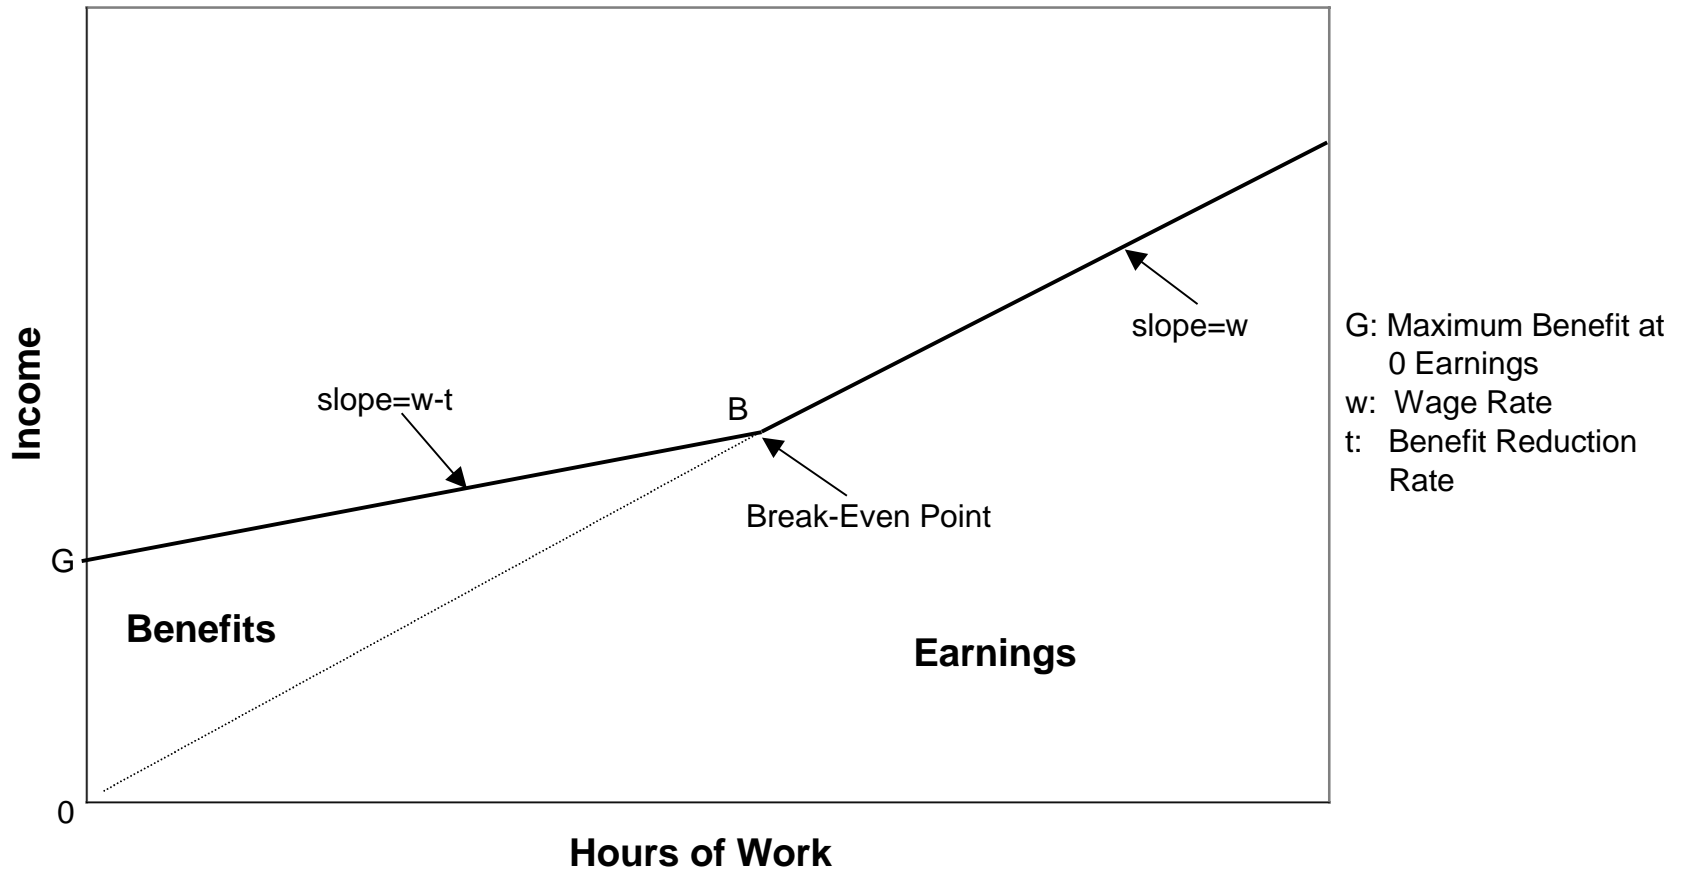 slope=w
G: Maximum Benefit at
0 Earnings
w: Wage Rate
t: Benefit Reduction
Rate
Income
slope=w-t
B
Break-Even Point
G
Benefits
Earnings
0
Hours of Work